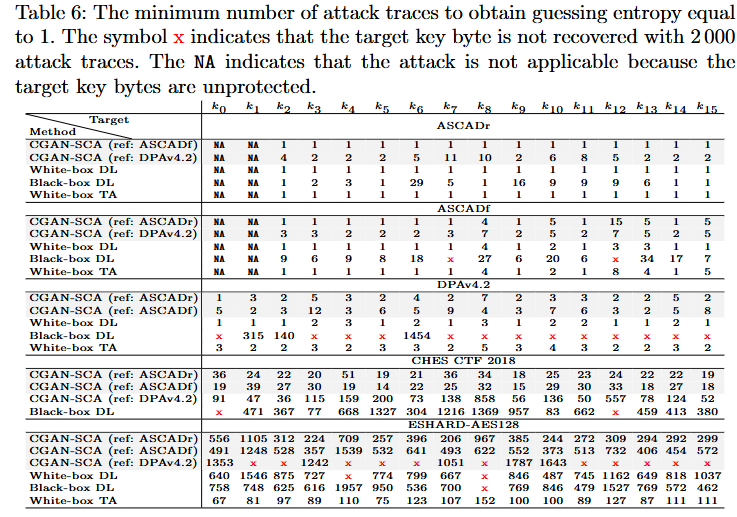 Table 6: The minimum number of attack traces to obtain guessing entropy equal
to 1. The symbol x indicates that the target key byte is not recovered with 2 000
attack traces. The NA indicates that the attack is not applicable because the
target key bytes are unprotected.
Target k0 k1 k2 k3 k4 k5 k6 k7 k8 k9 k10 k11 k12 k13 k14 k15
Method ASCADr
CGAN-SCA (ref: ASCADf) NA NA 1 1 1 1 1 1 1 1 1 1 1 1 1 1
CGAN-SCA (ref: DPAv4.2) NA NA 4 2 2 2 5 11 10 2 6 8 5 2 2 2
White-box DL NA NA 1 1 1 1 1 1 1 1 1 1 1 1 1 1
Black-box DL NA NA 1 2 3 1 29 5 1 16 9 9 9 6 1 1
White-box TA NA NA 1 1 1 1 1 1 1 1 1 1 1 1 1 1
ASCADf
CGAN-SCA (ref: ASCADr) NA NA 1 1 1 1 1 1 4 1 5 1 15 5 1 5
CGAN-SCA (ref: DPAv4.2) NA NA 3 3 2 2 2 3 7 2 5 2 7 5 2 5
White-box DL NA NA 1 1 1 1 1 1 4 1 2 1 3 3 1 1
Black-box DL NA NA 9 6 9 8 18 x 27 6 20 6 x 34 17 7
White-box TA NA NA 1 1 1 1 1 1 4 1 2 1 8 4 1 5
DPAv4.2
CGAN-SCA (ref: ASCADr) 1 3 2 5 3 2 4 2 7 2 3 3 2 2 5 2
CGAN-SCA (ref: ASCADf) 5 2 3 12 3 6 5 9 4 3 7 6 3 2 5 8
White-box DL 1 1 1 2 3 1 2 1 3 1 2 2 1 1 2 1
Black-box DL x 315 140 x x x 1454 x x x x x x x x x
White-box TA 3 2 2 3 2 3 3 2 5 3 4 3 2 2 3 2
CHES CTF 2018
CGAN-SCA (ref: ASCADr) 36 24 22 20 51 19 21 36 34 18 25 23 24 22 22 19
CGAN-SCA (ref: ASCADf) 19 39 27 30 19 14 22 25 32 15 29 30 33 18 27 18
CGAN-SCA (ref: DPAv4.2) 91 47 36 115 159 200 73 138 858 56 136 50 557 78 124 52
Black-box DL x 471 367 77 668 1327 304 1216 1369 957 83 662 x 459 413 380
ESHARD-AES128
CGAN-SCA (ref: ASCADr) 556 1105 312 224 709 257 396 206 967 385 244 272 309 294 292 299
CGAN-SCA (ref: ASCADf) 491 1248 528 357 1539 532 641 493 622 552 373 513 732 406 454 572
CGAN-SCA (ref: DPAv4.2) 1353 x x 1242 x x x 1051 x 1787 1643 x x x x x
White-box DL 640 1546 875 727 x 774 799 667 x 846 487 745 1162 649 818 1037
Black-box DL 758 748 625 616 1957 950 536 700 x 769 846 479 1527 769 572 462
White-box TA 67 81 97 89 110 75 123 107 152 100 100 89 127 87 111 111